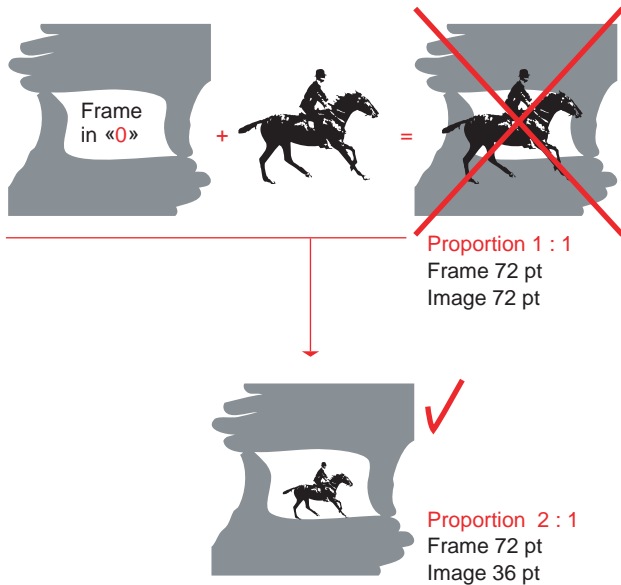 Frame
in «0»
+
=
Proportion 1 : 1
Frame 72 pt
Image 72 pt
Proportion 2 : 1
Frame 72 pt
Image 36 pt